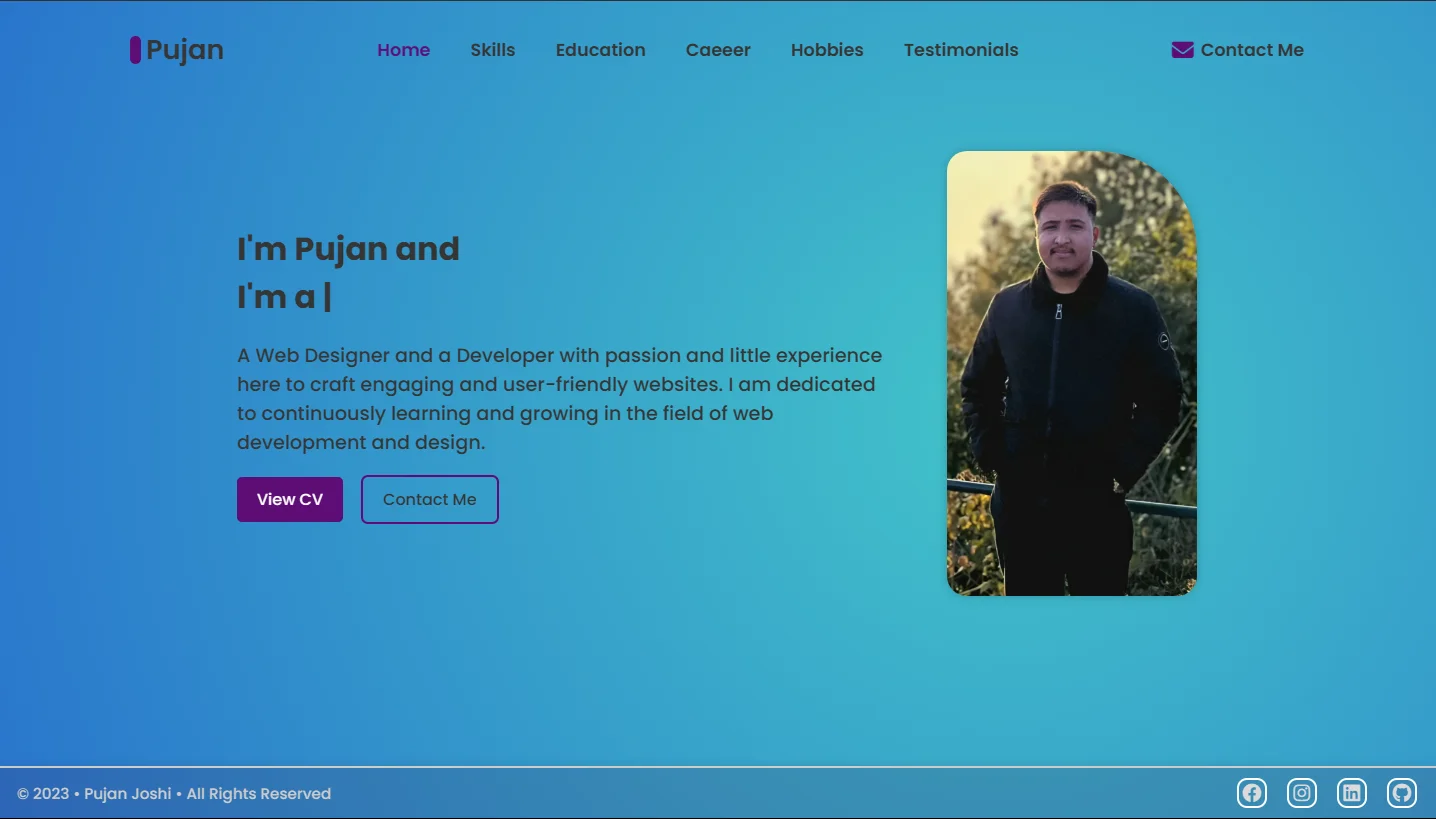 Pujan
Home Skills Education Caeeer Hobbies Testimonials
Contact Me
I'm Pujan and
I'm a |
A Web Designer and a Developer with passion and little experience
here to craft engaging and user-friendly websites. I am dedicated
to continuously learning and growing in the field of web
development and design.
View CV
Contact Me
© 2023 • Pujan Joshi • All Rights Reserved